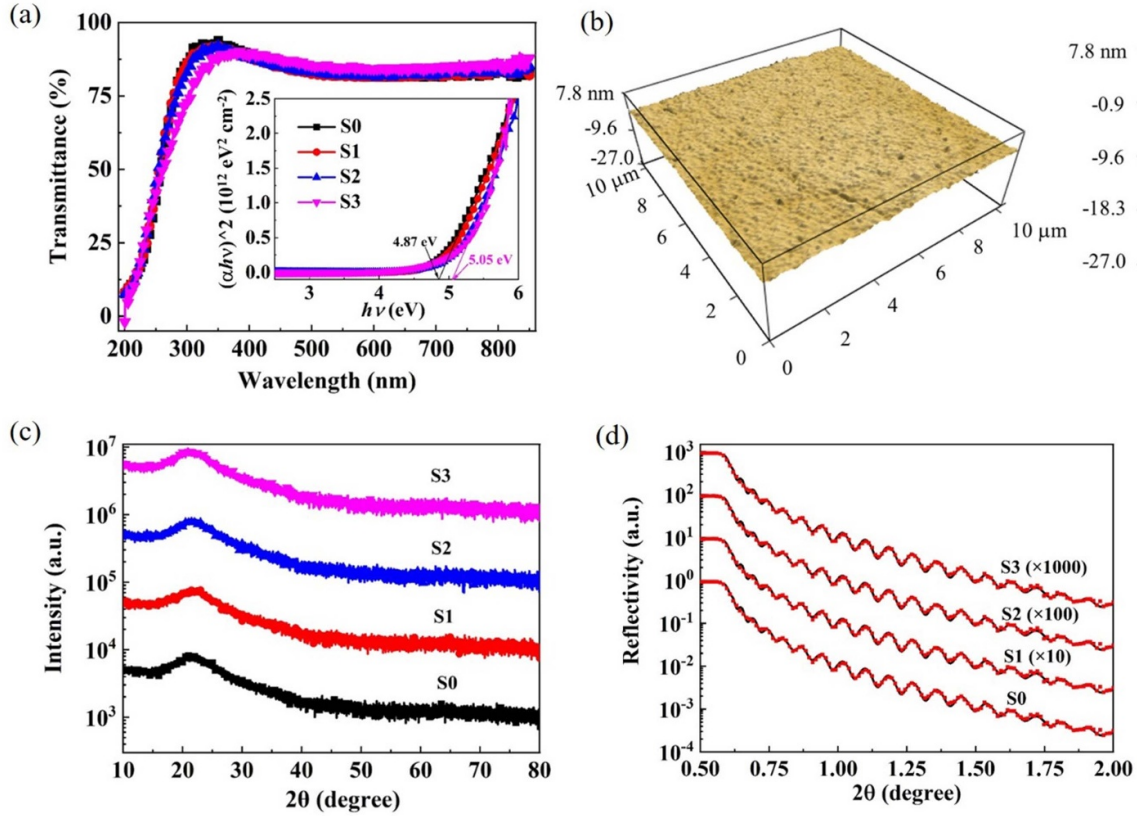 (a)
100
75
50
25
0
Transmittance (%)
200 300 400 500 600 700 800
Wavelength (nm)
2.5
2.0
1.5
1.0
0.5
0.0
(αhν)^2 (10¹² eV² cm⁻²)
S0
S1
S2
S3
4.87 eV
5.05 eV
3 4 5 6
hν (eV)
(b)
7.8 nm
-9.6
-27.0
10 μm
8
6
4
2
0
0
2
4
6
8
10 μm
7.8 nm
-0.9
-9.6
-18.3
-27.0
(c)
10⁷
10⁶
10⁵
10⁴
10³
Intensity (a.u.)
S3
S2
S1
S0
10 20 30 40 50 60 70 80
2θ (degree)
(d)
10³
10²
10¹
10⁰
10⁻¹
10⁻²
10⁻³
10⁻⁴
Reflectivity (a.u.)
S3 (×1000)
S2 (×100)
S1 (×10)
S0
0.50 0.75 1.00 1.25 1.50 1.75 2.00
2θ (degree)